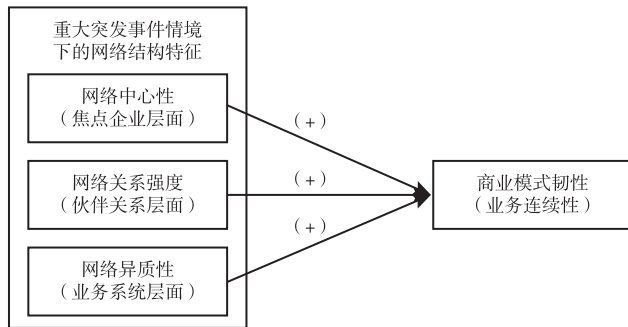 重大突发事件情境
下的网络结构特征
网络中心性
（焦点企业层面）
（+）
网络关系强度
（伙伴关系层面）
（+）
商业模式韧性
（业务连续性）
（+）
网络异质性
（业务系统层面）